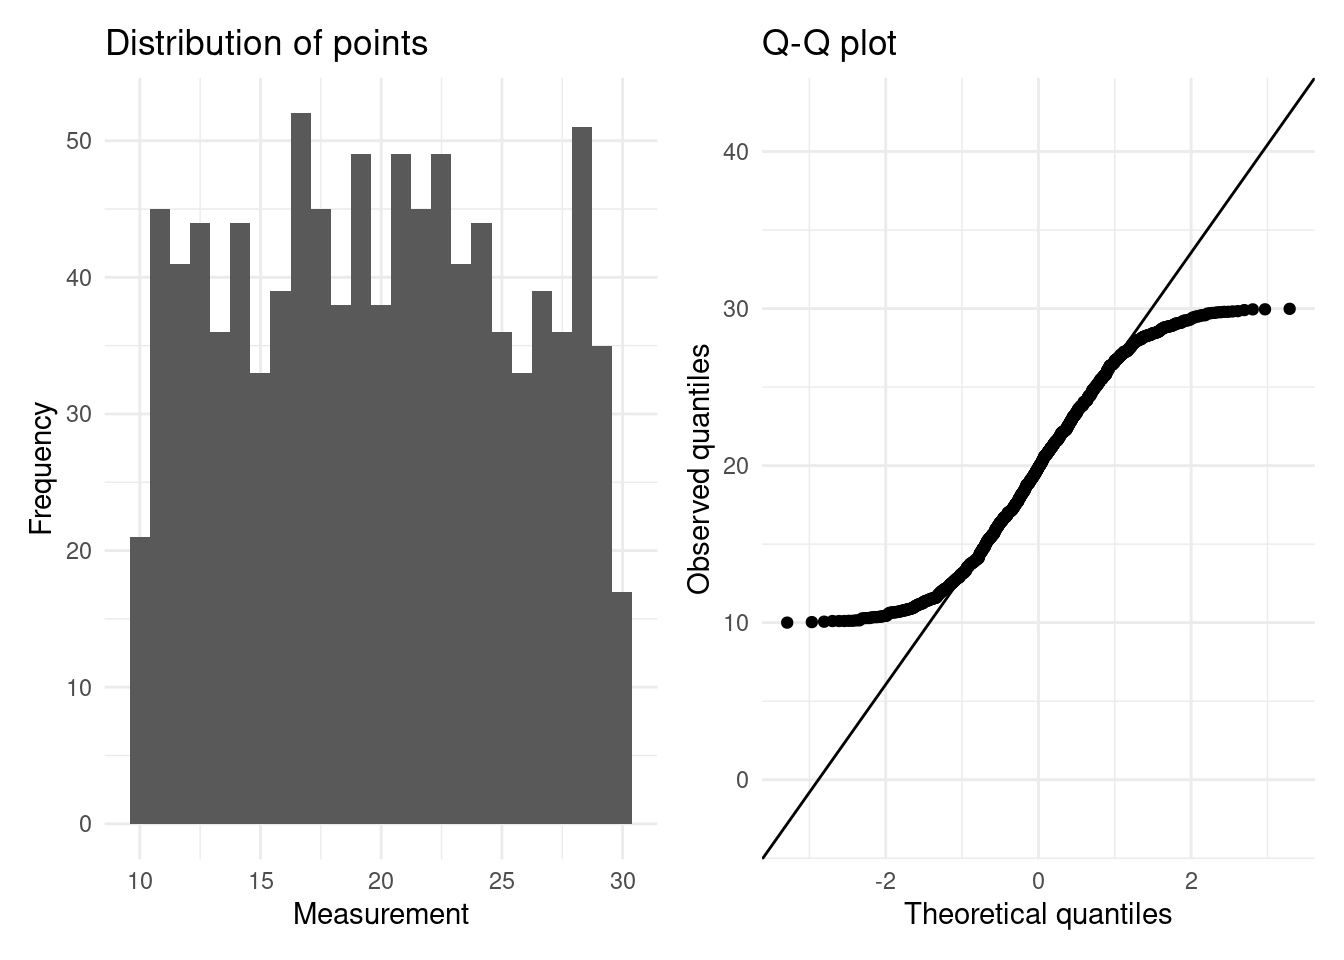 Distribution of points
50
40
30
20
10
0
Frequency
10 15 20 25 30
Measurement
Q-Q plot
40
30
20
10
0
Observed quantiles
-2 0 2
Theoretical quantiles